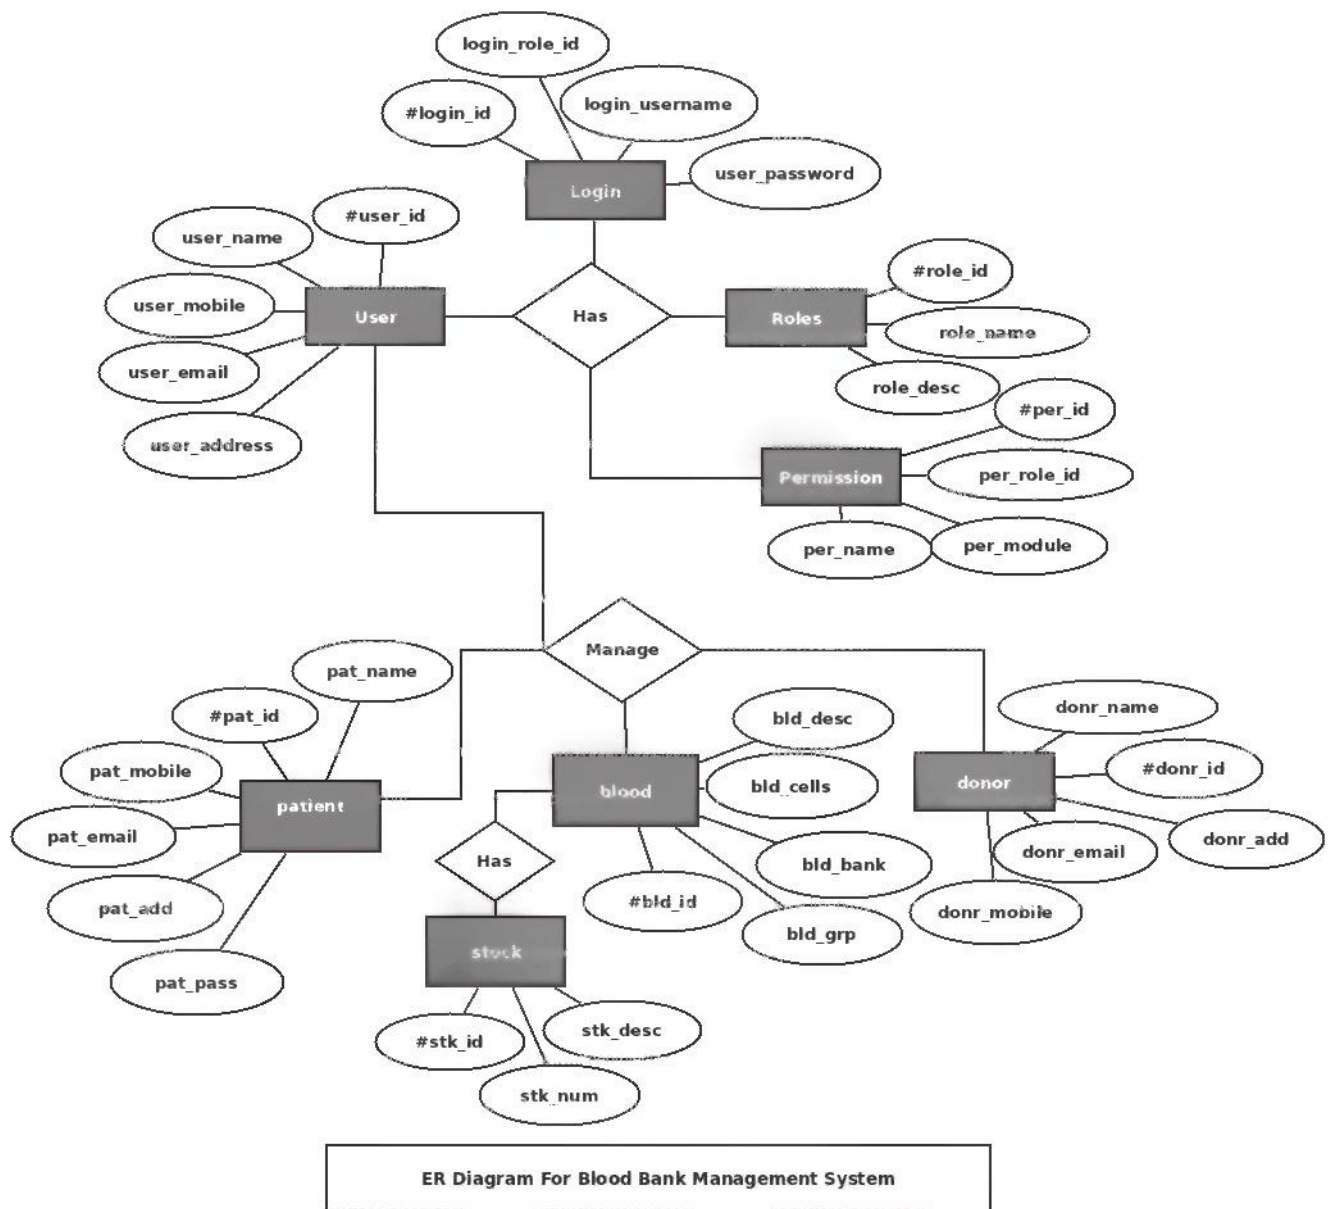 login_role_id
login_username
#login_id
user_password
Login
#user_id
user_name
user_mobile
user_email
user_address
User
Has
Roles
#role_id
role_name
role_desc
#per_id
Permission
per_role_id
per_name
per_module
Manage
pat_name
#pat_id
pat_mobile
patient
pat_email
pat_add
pat_pass
bld_desc
bld_cells
blood
bld_bank
#bld_id
bld_grp
donr_name
#donr_id
donor
donr_add
donr_email
donr_mobile
Has
stock
#stk_id
stk_desc
stk_num
ER Diagram For Blood Bank Management System